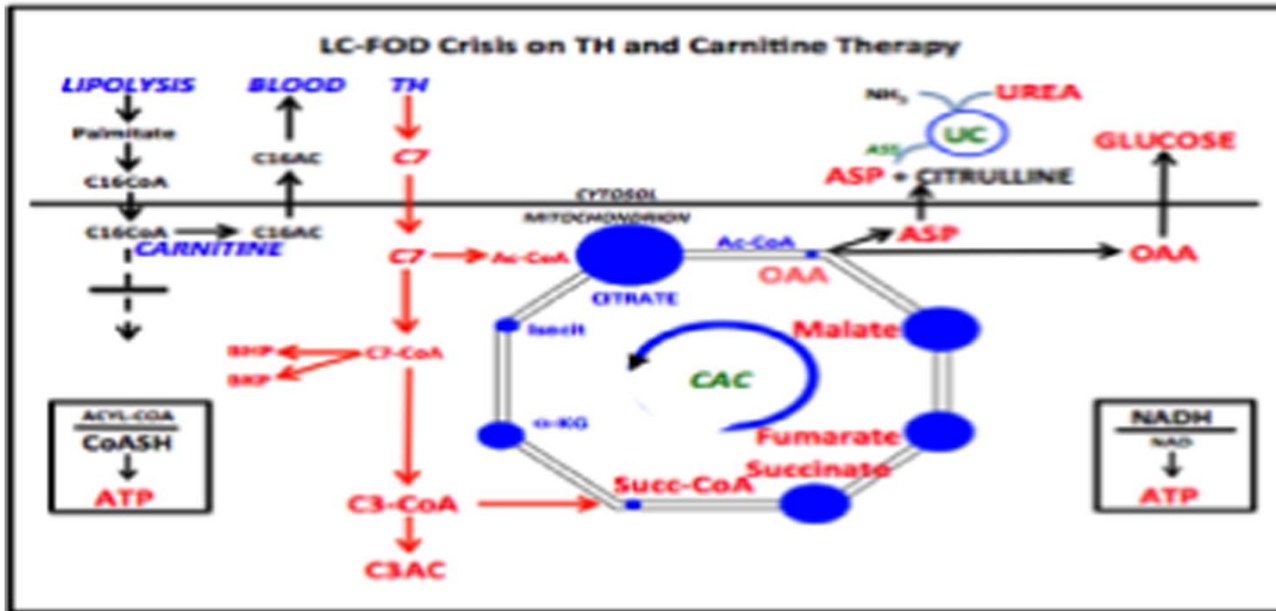 LC-FOD Crisis on TH and Carnitine Therapy
LIPOLYSIS BLOOD TH
NH3 UREA
Palmitate
UC
C16AC C7
ASS
GLUCOSE
C16CoA
ASP + CITRULLINE
CYTOSOL
MITOCHONDRION
C16CoA C16AC
CARNITINE
C7 Ac-CoA
Ac-CoA
ASP
OAA
OAA
CITRATE
Isocit
Malate
BHP C7-CoA
BKP
CAC
ACYL-COA
CoASH
ATP
α-KG
Fumarate
NADH
NAD
ATP
Succinate
Succ-CoA
C3-CoA
C3AC